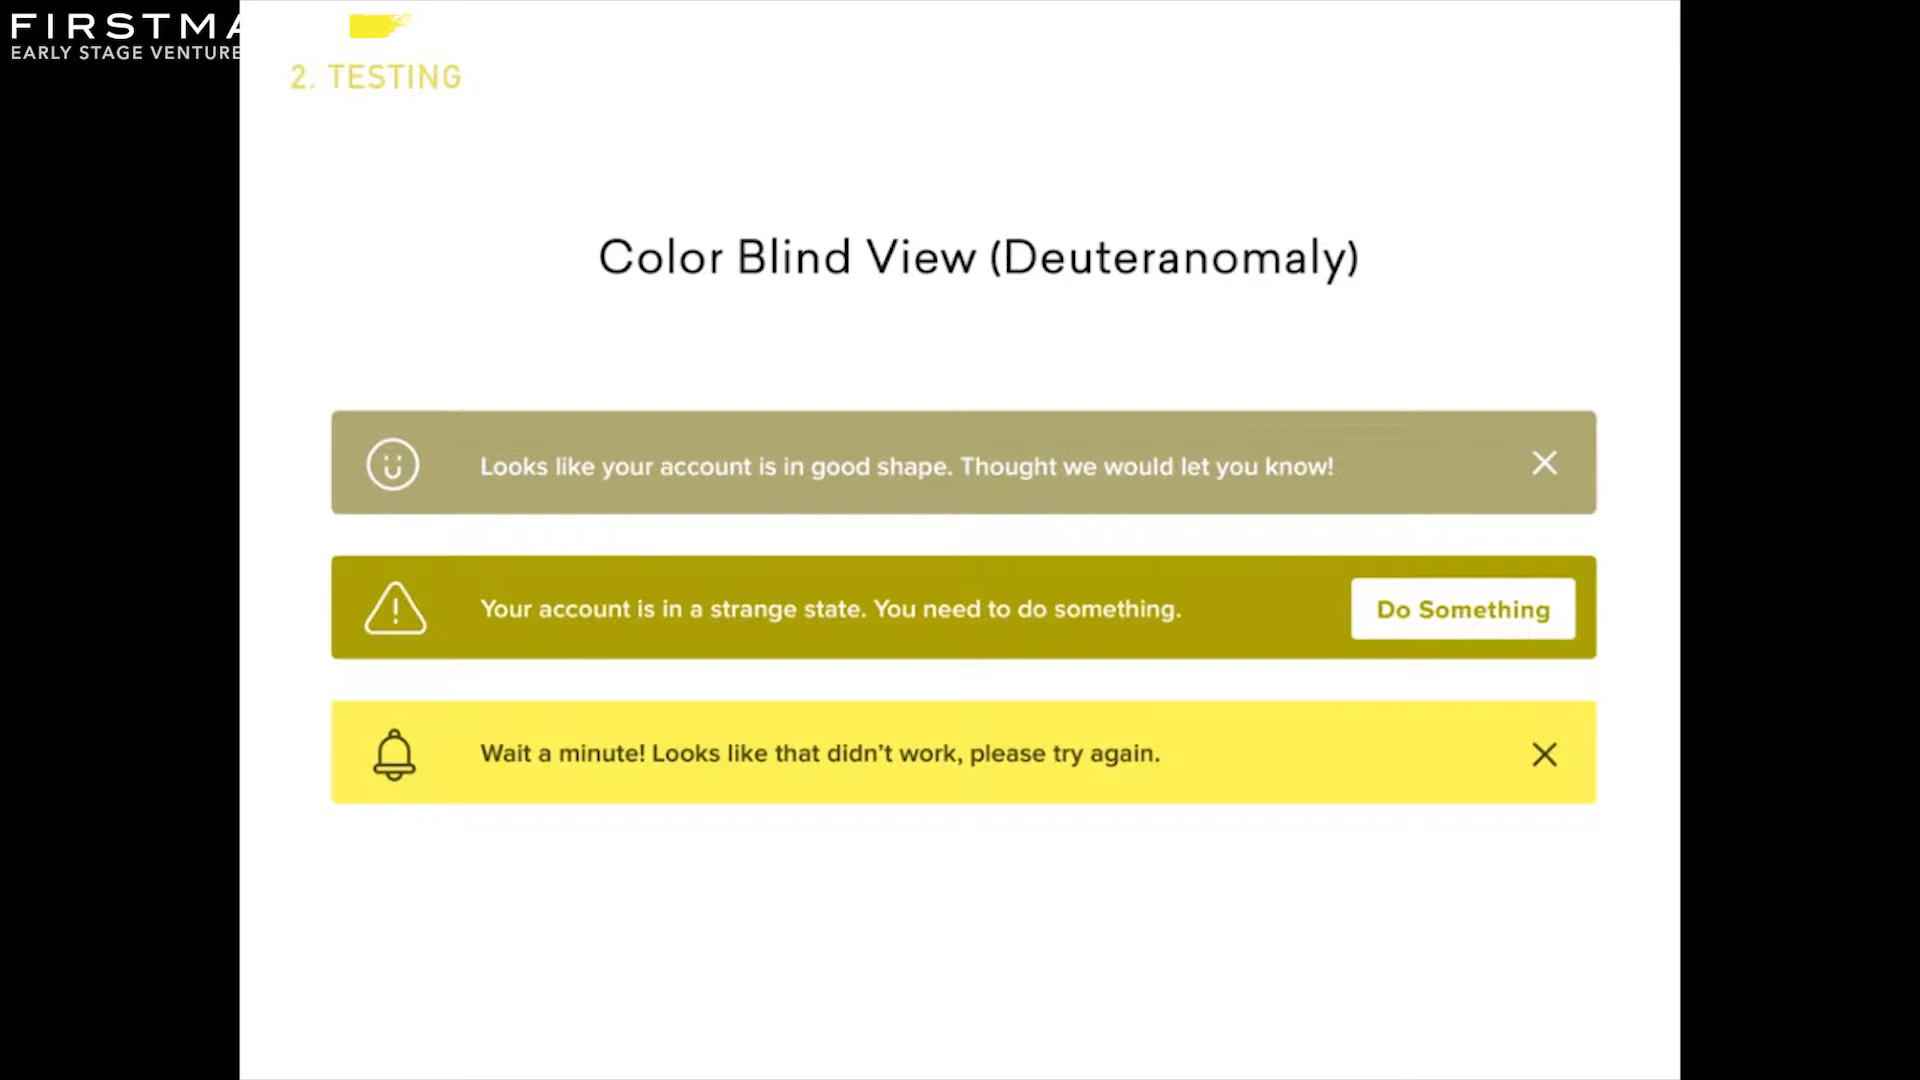 FIRSTMA
EARLY STAGE VENTURE
2. TESTING
Color Blind View (Deuteranomaly)
Looks like your account is in good shape. Thought we would let you know!
Your account is in a strange state. You need to do something.
Do Something
Wait a minute! Looks like that didn't work, please try again.